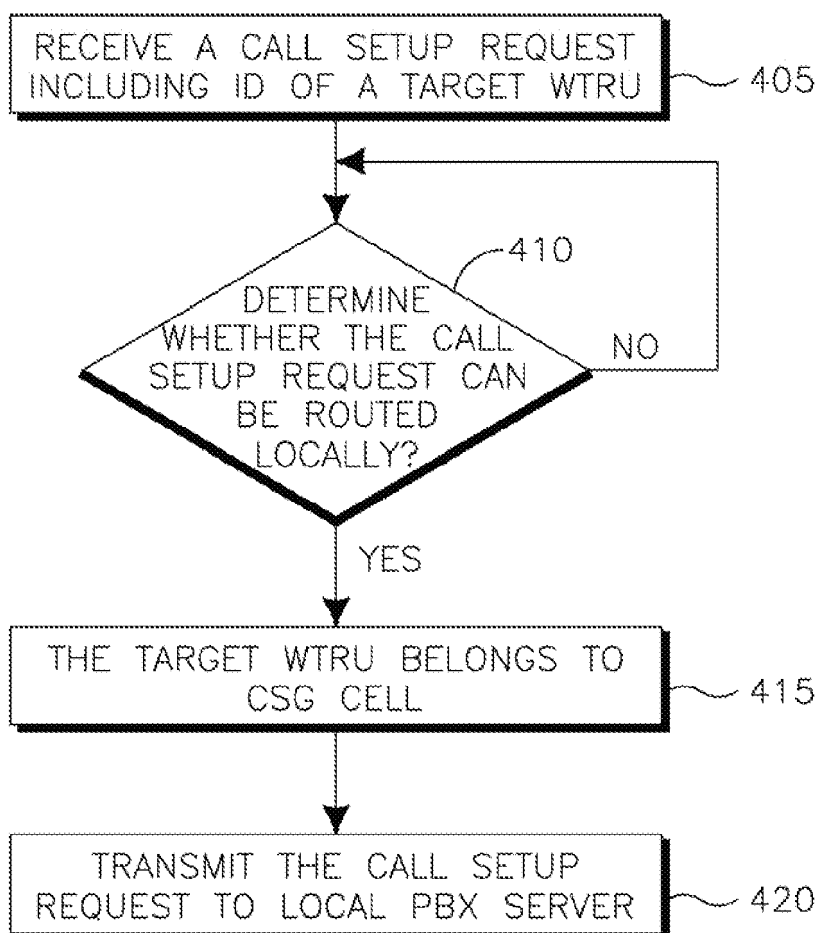 RECEIVE A CALL SETUP REQUEST
INCLUDING ID OF A TARGET WTRU
405
410
DETERMINE
WHETHER THE CALL
SETUP REQUEST CAN
BE ROUTED
LOCALLY?
NO
YES
THE TARGET WTRU BELONGS TO
CSG CELL
415
TRANSMIT THE CALL SETUP
REQUEST TO LOCAL PBX SERVER
420